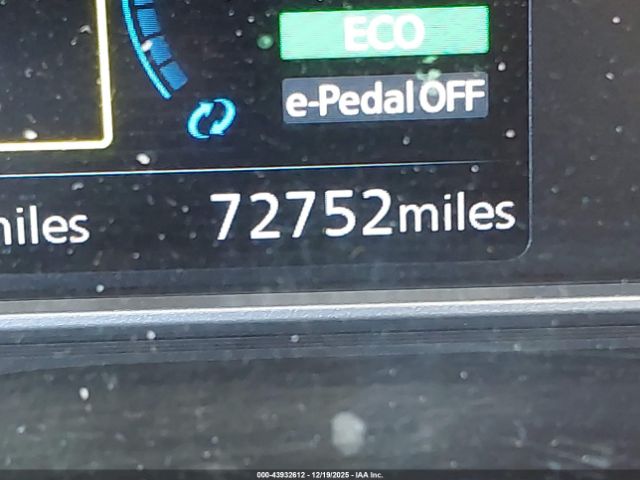 ECO
e-Pedal OFF
miles 72752miles
000-43932612 - 12/19/2025 - IAA Inc.